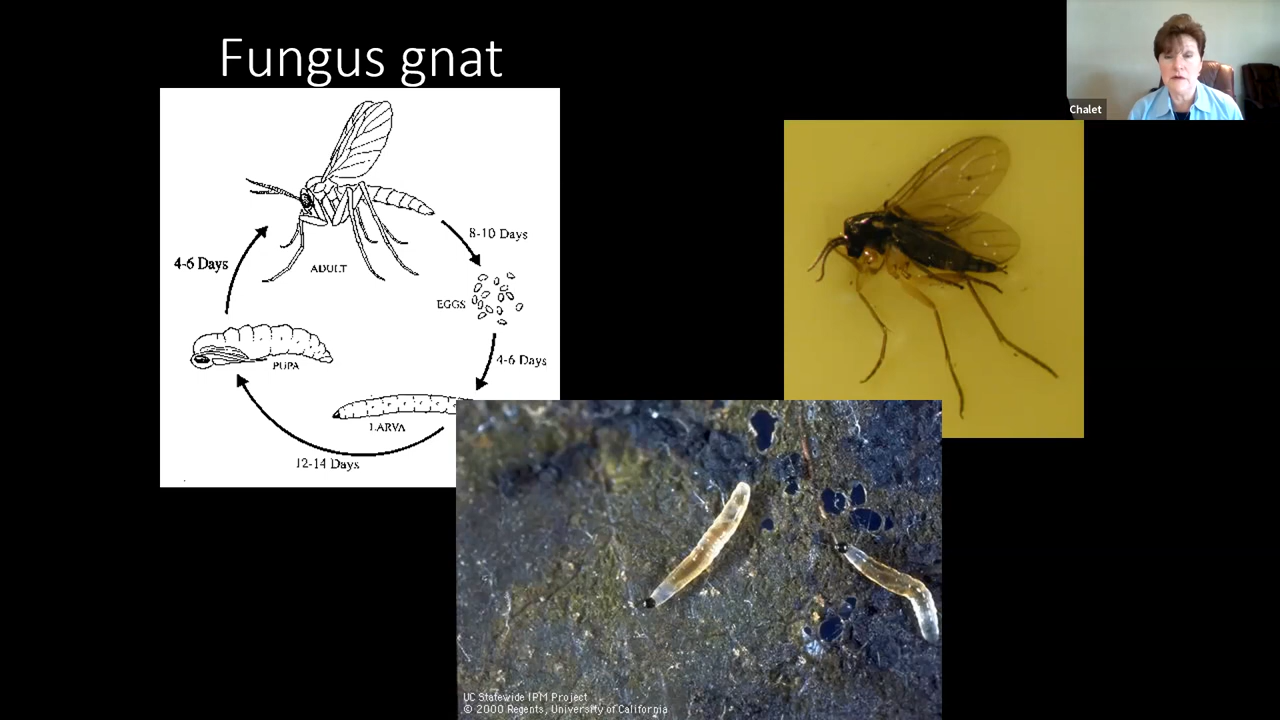 Fungus gnat
Chalet
8-10 Days
4-6 Days
ADULT
EGGS
4-6 Days
PUPA
LARVA
12-14 Days
UC Statewide IPM Project
© 2000 Regents, University of California